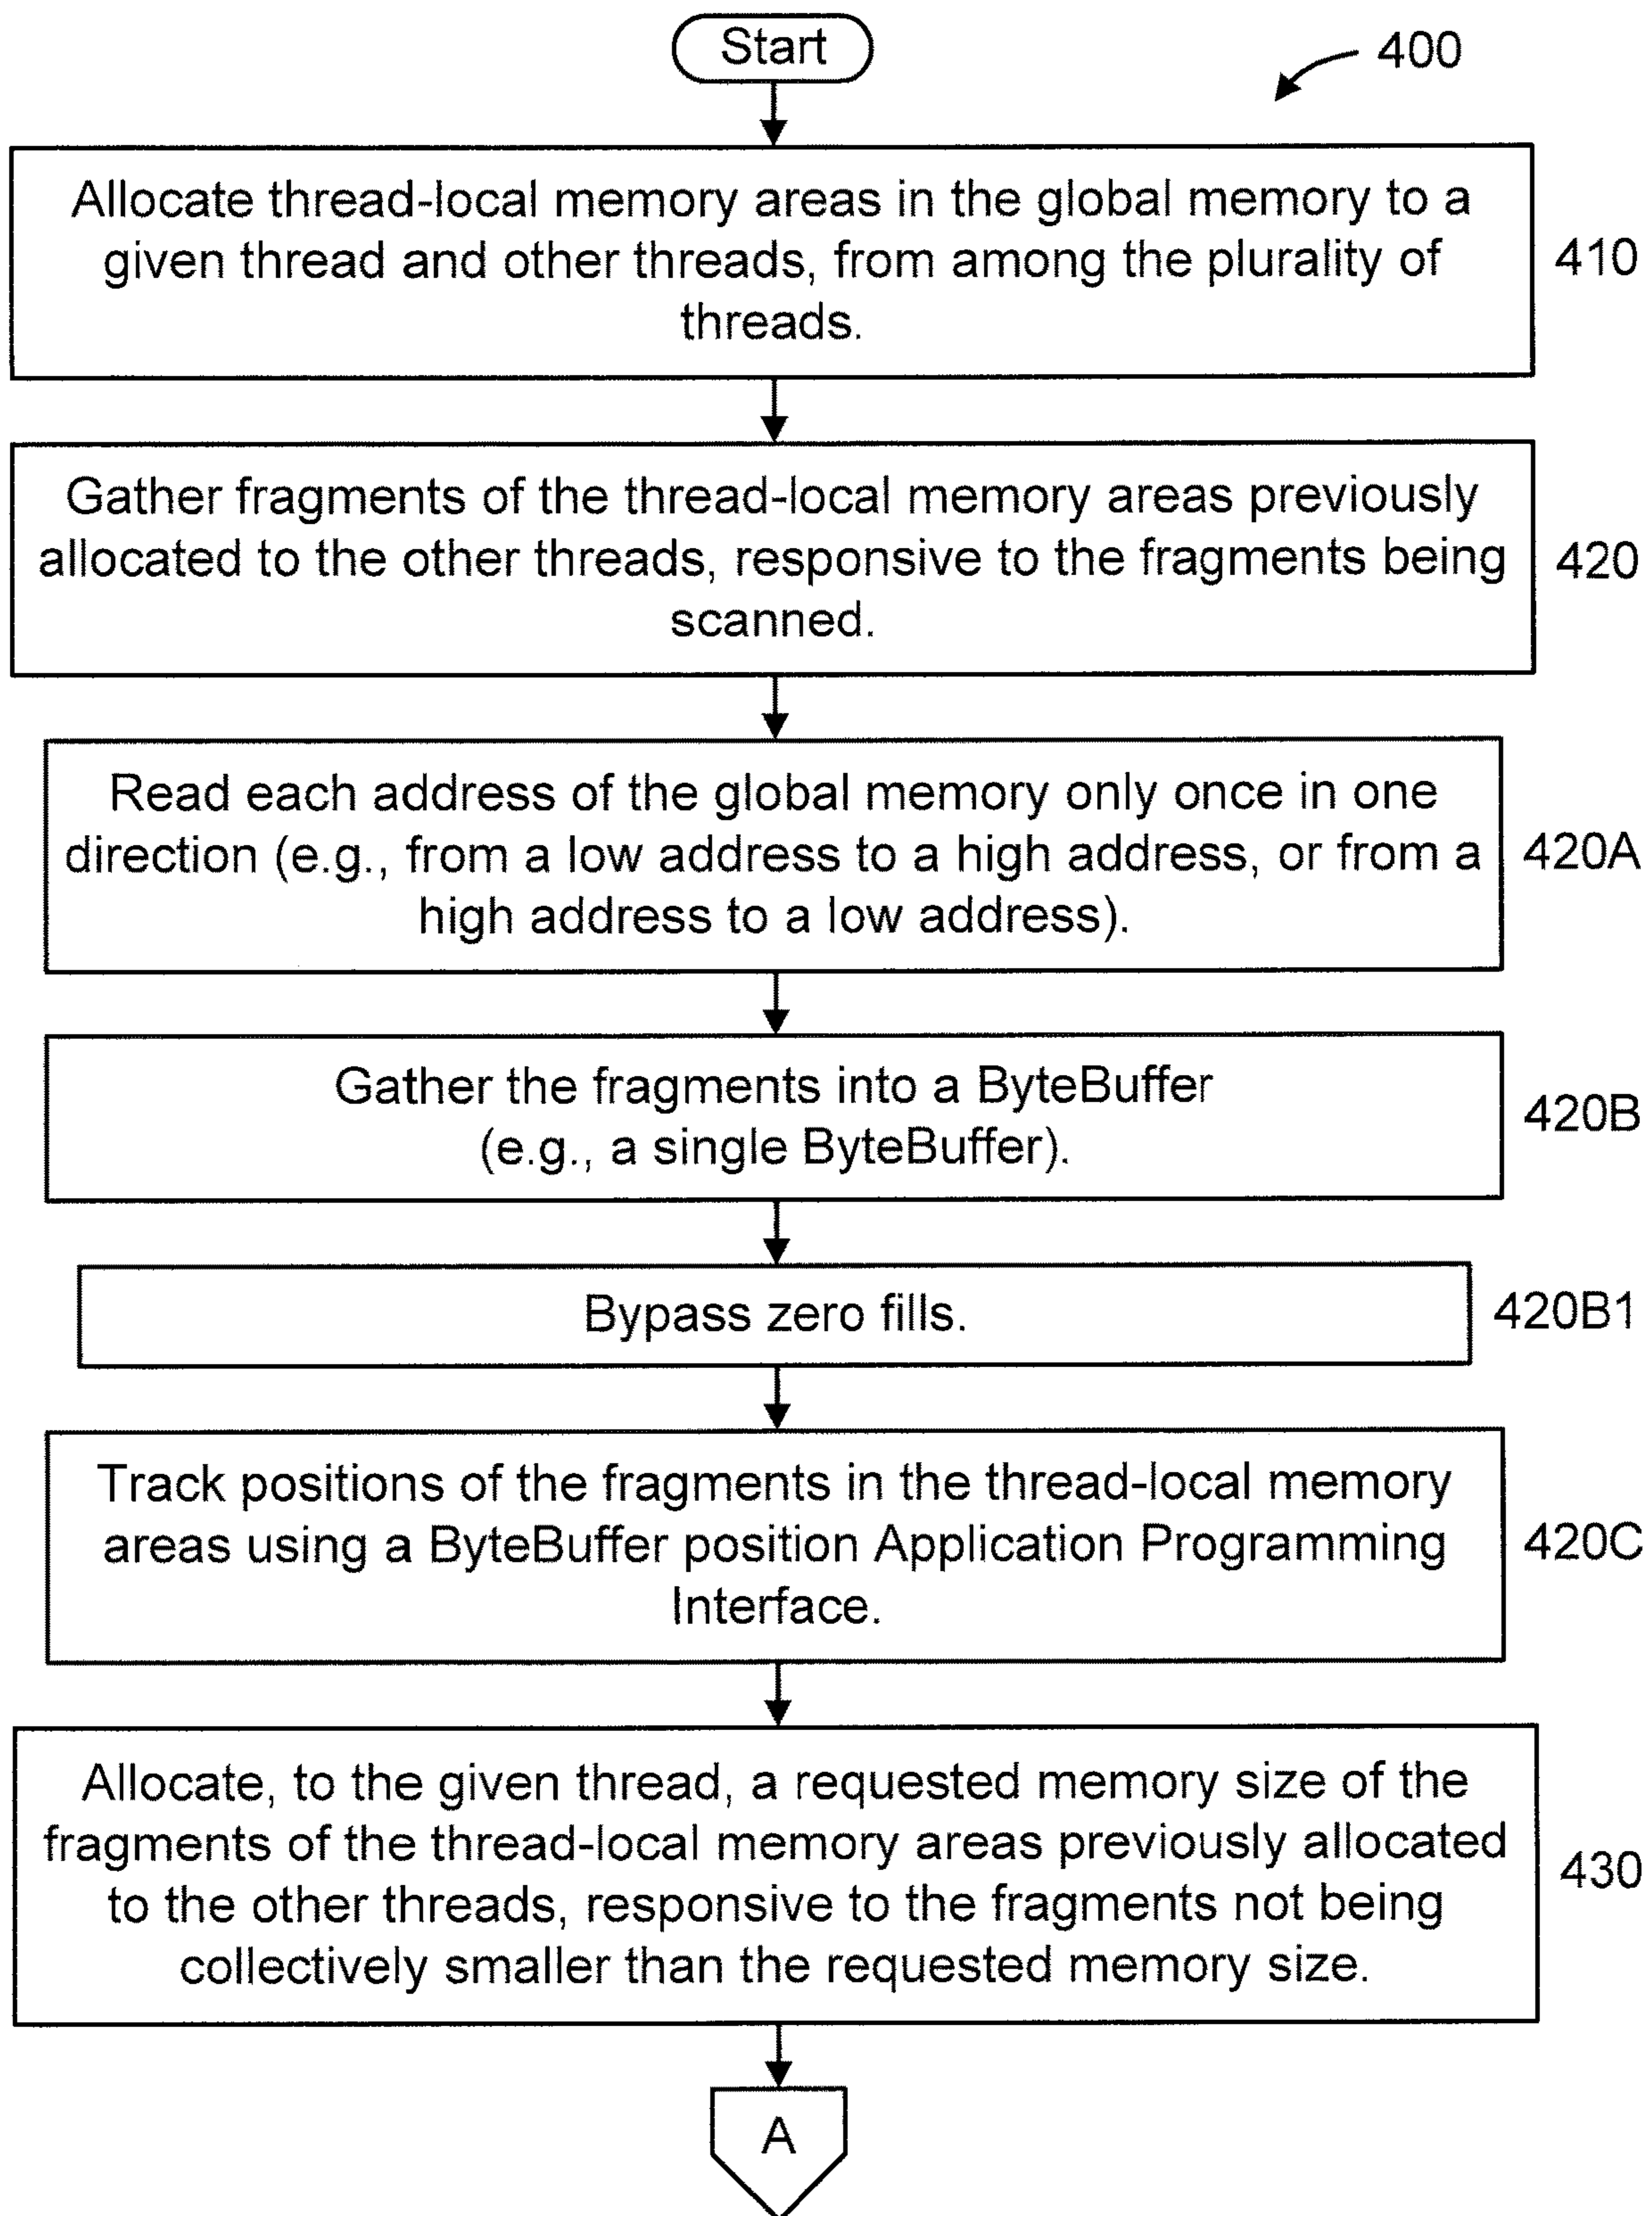 Start
400
Allocate thread-local memory areas in the global memory to a
given thread and other threads, from among the plurality of
threads.
410
Gather fragments of the thread-local memory areas previously
allocated to the other threads, responsive to the fragments being
scanned.
420
Read each address of the global memory only once in one
direction (e.g., from a low address to a high address, or from a
high address to a low address).
420A
Gather the fragments into a ByteBuffer
(e.g., a single ByteBuffer).
420B
Bypass zero fills.
420B1
Track positions of the fragments in the thread-local memory
areas using a ByteBuffer position Application Programming
Interface.
420C
Allocate, to the given thread, a requested memory size of the
fragments of the thread-local memory areas previously allocated
to the other threads, responsive to the fragments not being
collectively smaller than the requested memory size.
430
A